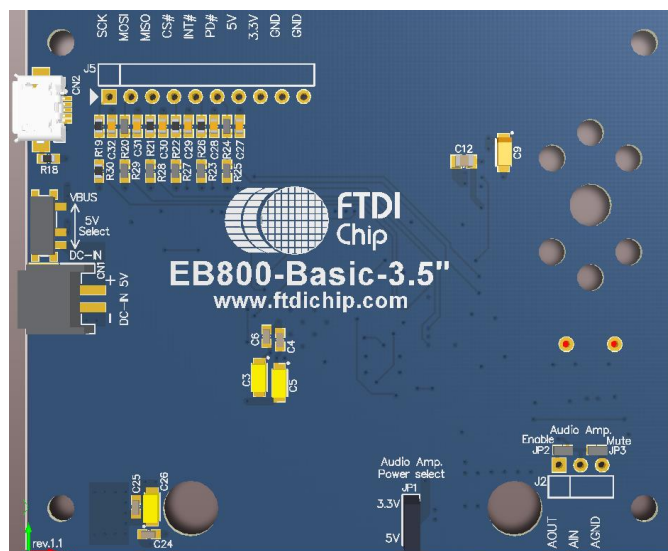 SCK
MOSI
MISO
CS#
INT#
PD#
5V
3.3V
GND
GND
J5
CN2
R18
R19
C32
R20
C31
R21
C30
R22
C29
R26
C28
R24
C27
R30
R29
R28
R27
R23
R25
C12
C9
VBUS
5V
Select
DC-IN
CN1
+
DC-IN 5V
FTDI
Chip
EB800-Basic-3.5"
www.ftdichip.com
C6
C4
C3
C5
Audio Amp.
Enable
Mute
JP2
JP3
J2
AOUT
AIN
AGND
Audio Amp.
Power select
JP1
3.3V
5V
C25
C26
C24
rev.1.1